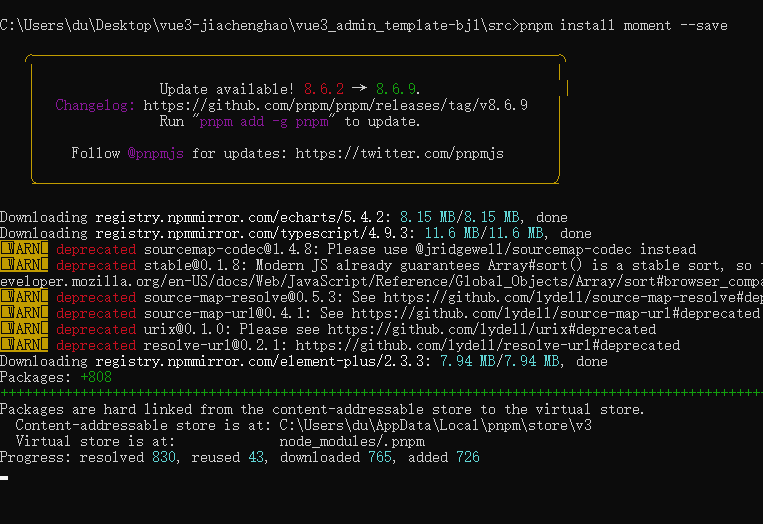 C:\Users\du\Desktop\vue3-jiachenghao\vue3_admin_template-bj1\src>pnpm install moment --save
Update available! 8.6.2 → 8.6.9.
Changelog: https://github.com/pnpm/pnpm/releases/tag/v8.6.9
Run "pnpm add -g pnpm" to update.
Follow @pnpmjs for updates: https://twitter.com/pnpmjs
Downloading registry.npmmirror.com/echarts/5.4.2: 8.15 MB/8.15 MB, done
Downloading registry.npmmirror.com/typescript/4.9.3: 11.6 MB/11.6 MB, done
WARN deprecated sourcemap-codec@1.4.8: Please use @jridgewell/sourcemap-codec instead
WARN deprecated stable@0.1.8: Modern JS already guarantees Array#sort() is a stable sort, so
eveloper.mozilla.org/en-US/docs/Web/JavaScript/Reference/Global_Objects/Array/sort#browser_compa
WARN deprecated source-map-resolve@0.5.3: See https://github.com/lydell/source-map-resolve#dep
WARN deprecated source-map-url@0.4.1: See https://github.com/lydell/source-map-url#deprecated
WARN deprecated urix@0.1.0: Please see https://github.com/lydell/urix#deprecated
WARN deprecated resolve-url@0.2.1: https://github.com/lydell/resolve-url#deprecated
Downloading registry.npmmirror.com/element-plus/2.3.3: 7.94 MB/7.94 MB, done
Packages: +808
++++++++++++++++++++++++++++++++++++++++++++++++++++++++++++++++++++++++++++++++++++++++++++++++
Packages are hard linked from the content-addressable store to the virtual store.
Content-addressable store is at: C:\Users\du\AppData\Local\pnpm\store\v3
Virtual store is at: node_modules/.pnpm
Progress: resolved 830, reused 43, downloaded 765, added 726